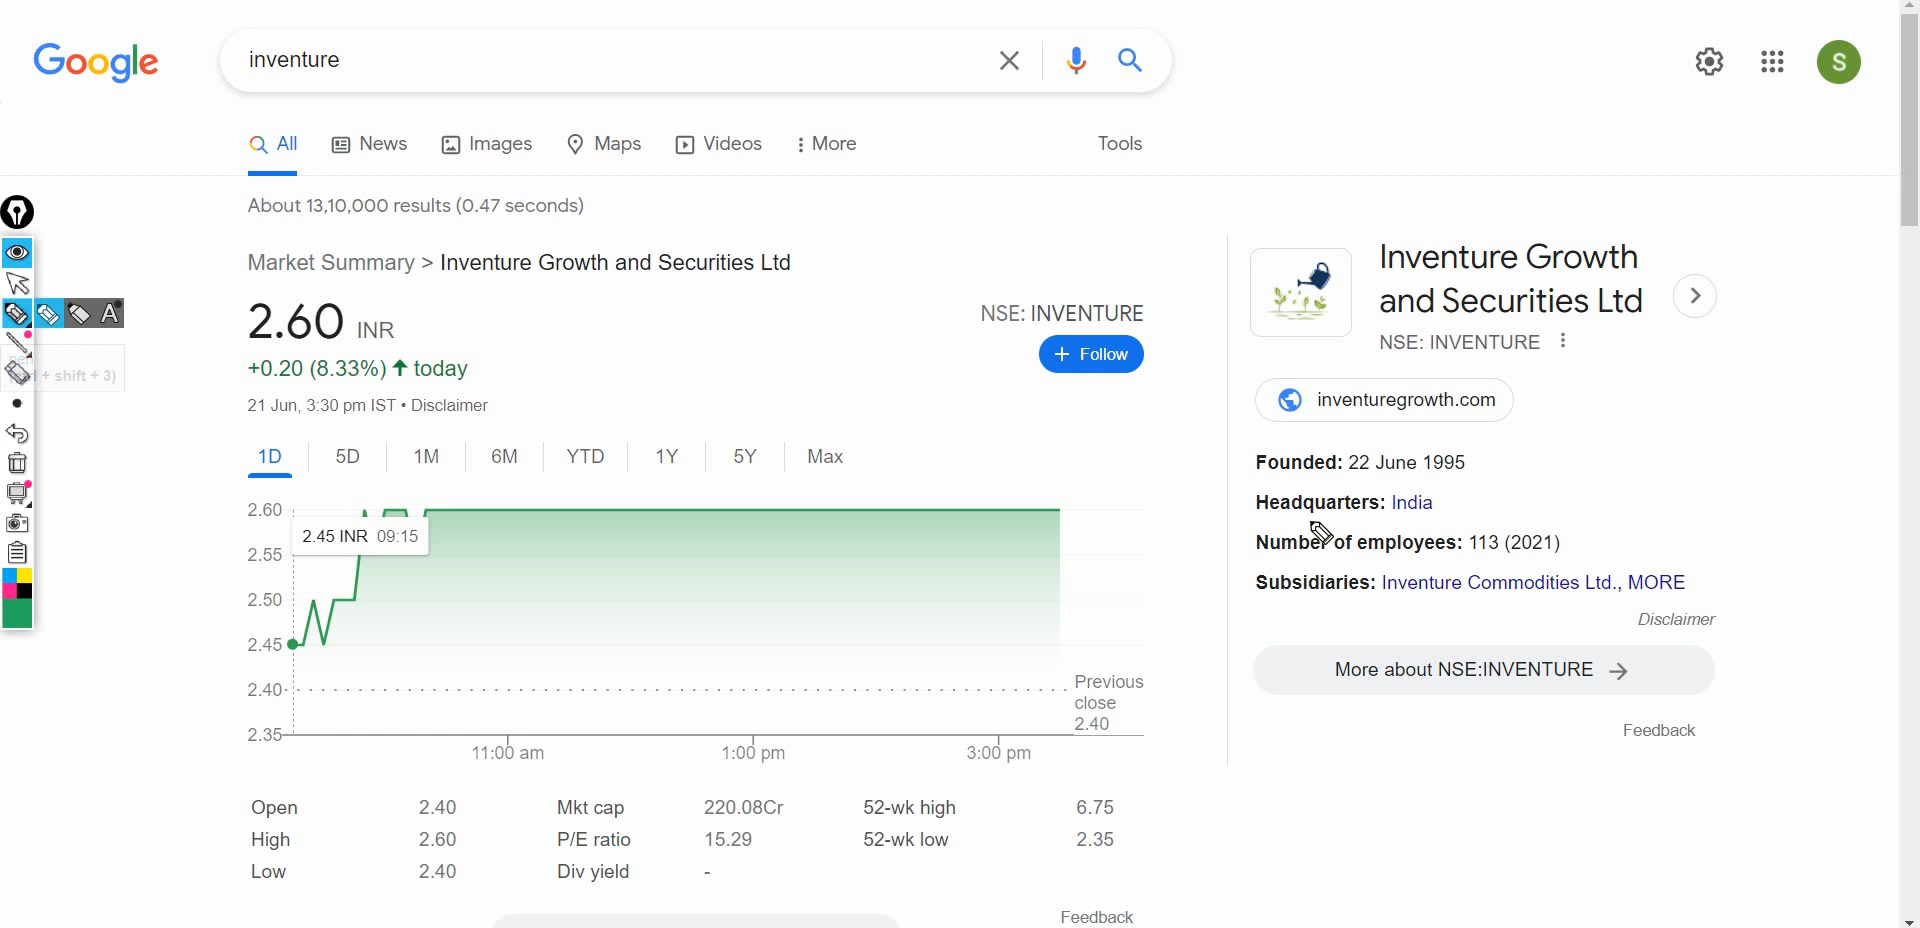 Google
inventure
S
All
News
Images
Maps
Videos
More
Tools
About 13,10,000 results (0.47 seconds)
Market Summary > Inventure Growth and Securities Ltd
2.60 INR
NSE: INVENTURE
+0.20 (8.33%) today
+ Follow
21 Jun, 3:30 pm IST • Disclaimer
1D
5D
1M
6M
YTD
1Y
5Y
Max
2.60
2.45 INR 09:15
2.55
2.50
2.45
2.40
Previous
close
2.40
2.35
11:00 am
1:00 pm
3:00 pm
Open 2.40 Mkt cap 220.08Cr 52-wk high 6.75
High 2.60 P/E ratio 15.29 52-wk low 2.35
Low 2.40 Div yield -
Feedback
Inventure Growth
and Securities Ltd
NSE: INVENTURE
inventuregrowth.com
Founded: 22 June 1995
Headquarters: India
Number of employees: 113 (2021)
Subsidiaries: Inventure Commodities Ltd., MORE
Disclaimer
More about NSE:INVENTURE
Feedback
A
+ shift + 3)